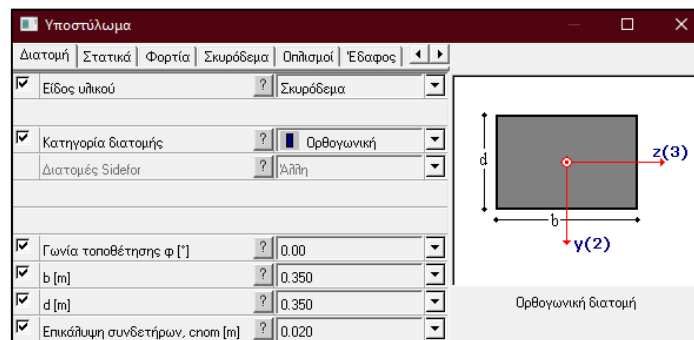 Υποστύλωμα
Διατομή Στατικά Φορτία Σκυρόδεμα Οπλισμοί Έδαφος
Είδος υλικού ? Σκυρόδεμα
Κατηγορία διατομής ? Ορθογωνική
Διατομές Sidefor ? Άλλη
Γωνία τοποθέτησης φ [°] ? 0.00
b [m] ? 0.350
d [m] ? 0.350
Επικάλυψη συνδετήρων, cnom [m] ? 0.020
d
z(3)
b
y(2)
Ορθογωνική διατομή